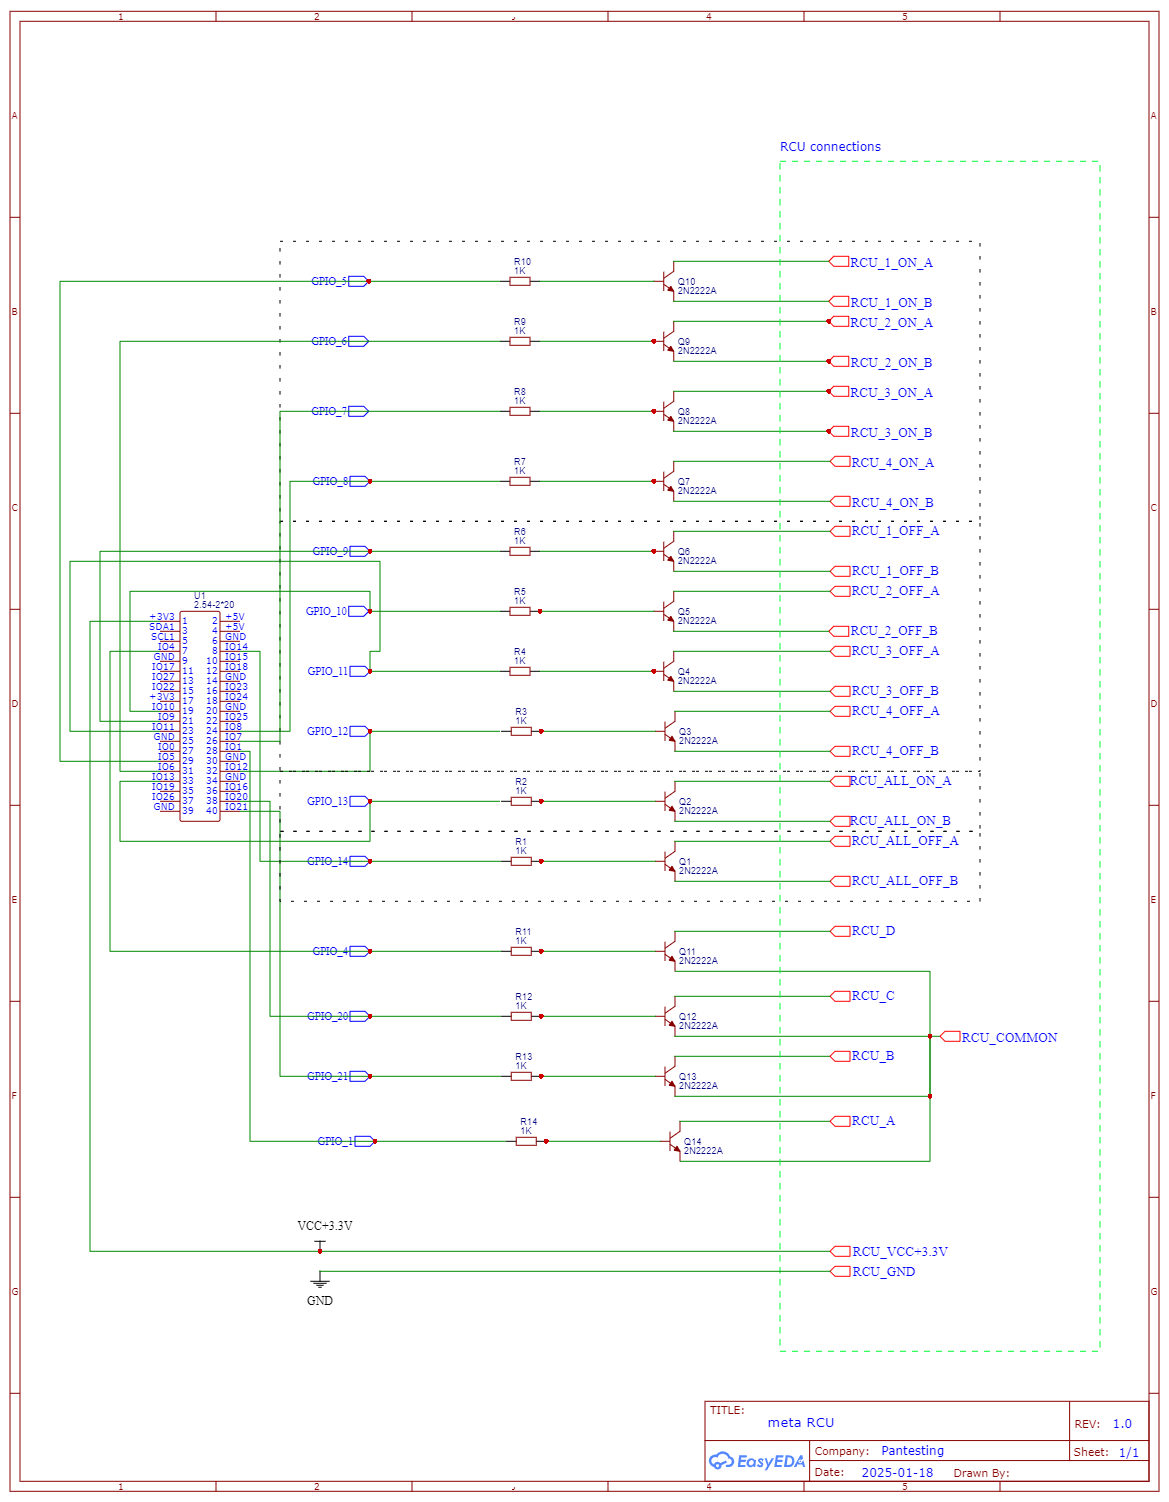 1 2 4 5
A A
B B
C C
D D
E E
F F
G G
1 2 4 5
RCU connections
GPIO_5 R10 1K Q10 2N2222A RCU_1_ON_A
RCU_1_ON_B
GPIO_6 R9 1K Q9 2N2222A RCU_2_ON_A
RCU_2_ON_B
GPIO_7 R8 1K Q8 2N2222A RCU_3_ON_A
RCU_3_ON_B
GPIO_8 R7 1K Q7 2N2222A RCU_4_ON_A
RCU_4_ON_B
GPIO_9 R6 1K Q6 2N2222A RCU_1_OFF_A
RCU_1_OFF_B
GPIO_10 R5 1K Q5 2N2222A RCU_2_OFF_A
RCU_2_OFF_B
GPIO_11 R4 1K Q4 2N2222A RCU_3_OFF_A
RCU_3_OFF_B
GPIO_12 R3 1K Q3 2N2222A RCU_4_OFF_A
RCU_4_OFF_B
GPIO_13 R2 1K Q2 2N2222A RCU_ALL_ON_A
RCU_ALL_ON_B
GPIO_14 R1 1K Q1 2N2222A RCU_ALL_OFF_A
RCU_ALL_OFF_B
GPIO_4 R11 1K Q11 2N2222A RCU_D
GPIO_20 R12 1K Q12 2N2222A RCU_C
RCU_COMMON
GPIO_21 R13 1K Q13 2N2222A RCU_B
GPIO_1 R14 1K Q14 2N2222A RCU_A
U1
2.54-2*20
+3V3 1 2 +5V
SDA1 3 4 +5V
SCL1 5 6 GND
IO4 7 8 IO14
GND 9 10 IO15
IO17 11 12 IO18
IO27 13 14 GND
IO22 15 16 IO23
+3V3 17 18 IO24
IO10 19 20 GND
IO9 21 22 IO25
IO11 23 24 IO8
GND 25 26 IO7
IO0 27 28 IO1
IO5 29 30 GND
IO6 31 32 IO12
IO13 33 34 GND
IO19 35 36 IO16
IO26 37 38 IO20
GND 39 40 IO21
VCC+3.3V
RCU_VCC+3.3V
RCU_GND
GND
TITLE:
meta RCU
REV: 1.0
EasyEDA
Company: Pantesting
Sheet: 1/1
Date: 2025-01-18 Drawn By: